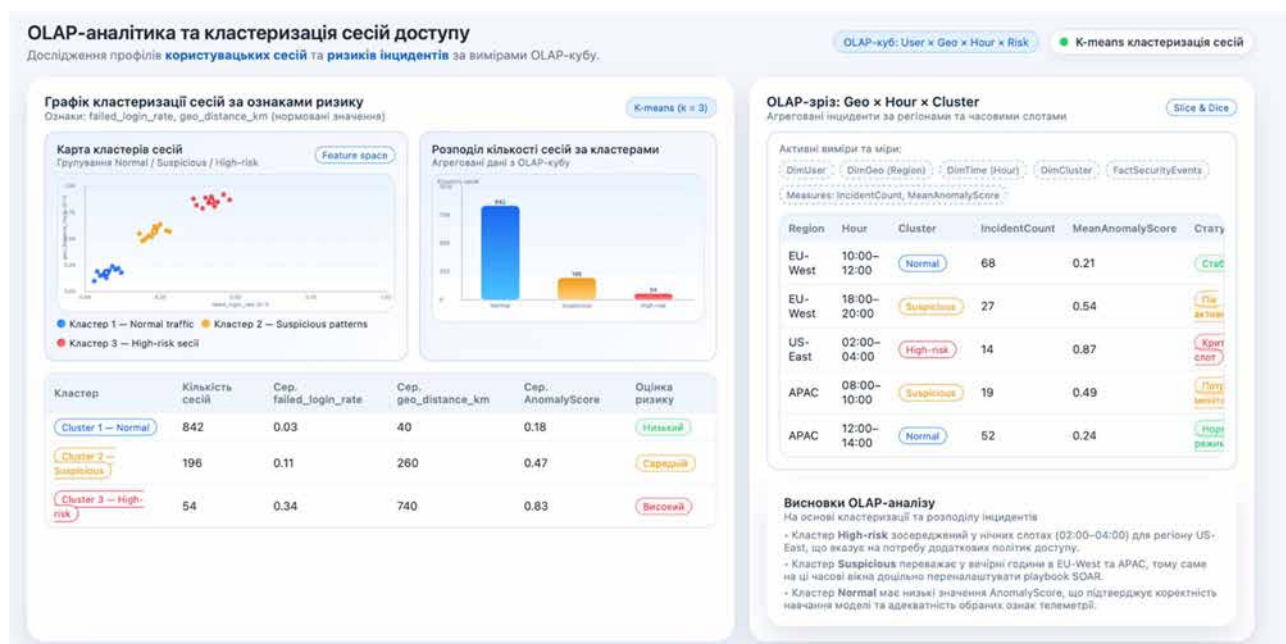 OLAP-аналітика та кластеризація сесій доступу
Дослідження профілів користувацьких сесій та ризиків інцидентів за вимірами OLAP-кубу.
OLAP-куб: User × Geo × Hour × Risk
K-means кластеризація сесій
Графік кластеризації сесій за ознаками ризику
Ознаки: failed_login_rate, geo_distance_km (нормовані значення)
K-means (k = 3)
Карта кластерів сесій
Групування Normal / Suspicious / High-risk
Feature space
Кластер 1 — Normal traffic
Кластер 2 — Suspicious patterns
Кластер 3 — High-risk сесії
Розподіл кількості сесій за кластерами
Агреговані дані з OLAP-кубу
842
196
54
Normal
Suspicious
High-risk
Кластер
Кількість сесій
Сер. failed_login_rate
Сер. geo_distance_km
Сер. AnomalyScore
Оцінка ризику
Cluster 1 — Normal
842
0.03
40
0.18
Низький
Cluster 2 —
Suspicious
196
0.11
260
0.47
Середній
Cluster 3 — High-
risk
54
0.34
740
0.83
Високий
OLAP-зріз: Geo × Hour × Cluster
Агреговані інциденти за регіонами та часовими слотами
Slice & Dice
Активні виміри та міри:
DimUser
DimGeo (Region)
DimTime (Hour)
DimCluster
FactSecurityEvents
Measures: IncidentCount, MeanAnomalyScore
Region Hour Cluster IncidentCount MeanAnomalyScore Стату
EU-
West
10:00–
12:00
Normal
68
0.21
Стаб
EU-
West
18:00–
20:00
Suspicious
27
0.54
Пік
активн
US-
East
02:00–
04:00
High-risk
14
0.87
Крит
слот
APAC
08:00–
10:00
Suspicious
19
0.49
APAC
12:00–
14:00
Normal
52
0.24
Норм
режим
Висновки OLAP-аналізу
На основі кластеризації та розподілу інцидентів
• Кластер High-risk зосереджений у нічних слотах (02:00–04:00) для регіону US-
East, що вказує на потребу додаткових політик доступу.
• Кластер Suspicious переважає у вечірні години в EU-West та APAC, тому саме
на ці часові вікна доцільно переналаштувати playbook SOAR.
• Кластер Normal має низькі значення AnomalyScore, що підтверджує коректність
навчання моделі та адекватність обраних ознак телеметрії.